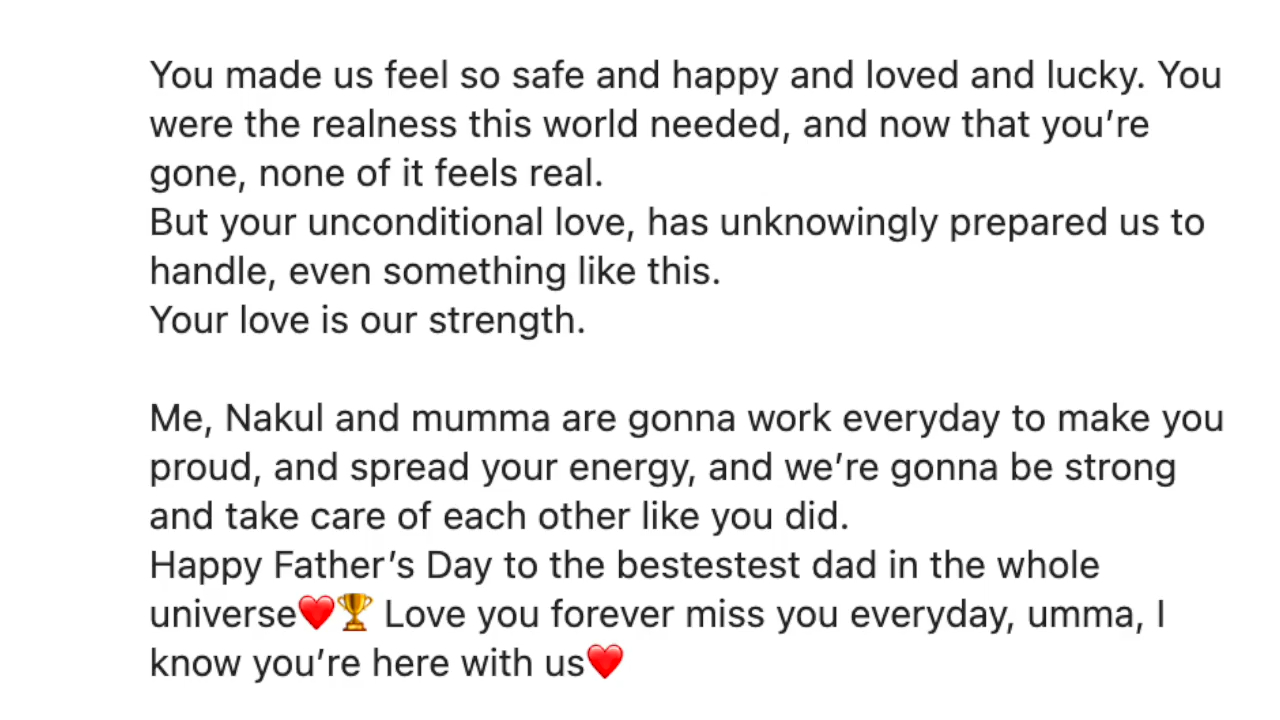 You made us feel so safe and happy and loved and lucky. You
were the realness this world needed, and now that you’re
gone, none of it feels real.
But your unconditional love, has unknowingly prepared us to
handle, even something like this.
Your love is our strength.
Me, Nakul and mumma are gonna work everyday to make you
proud, and spread your energy, and we’re gonna be strong
and take care of each other like you did.
Happy Father’s Day to the bestestest dad in the whole
universe❤️🏆 Love you forever miss you everyday, umma, I
know you’re here with us❤️